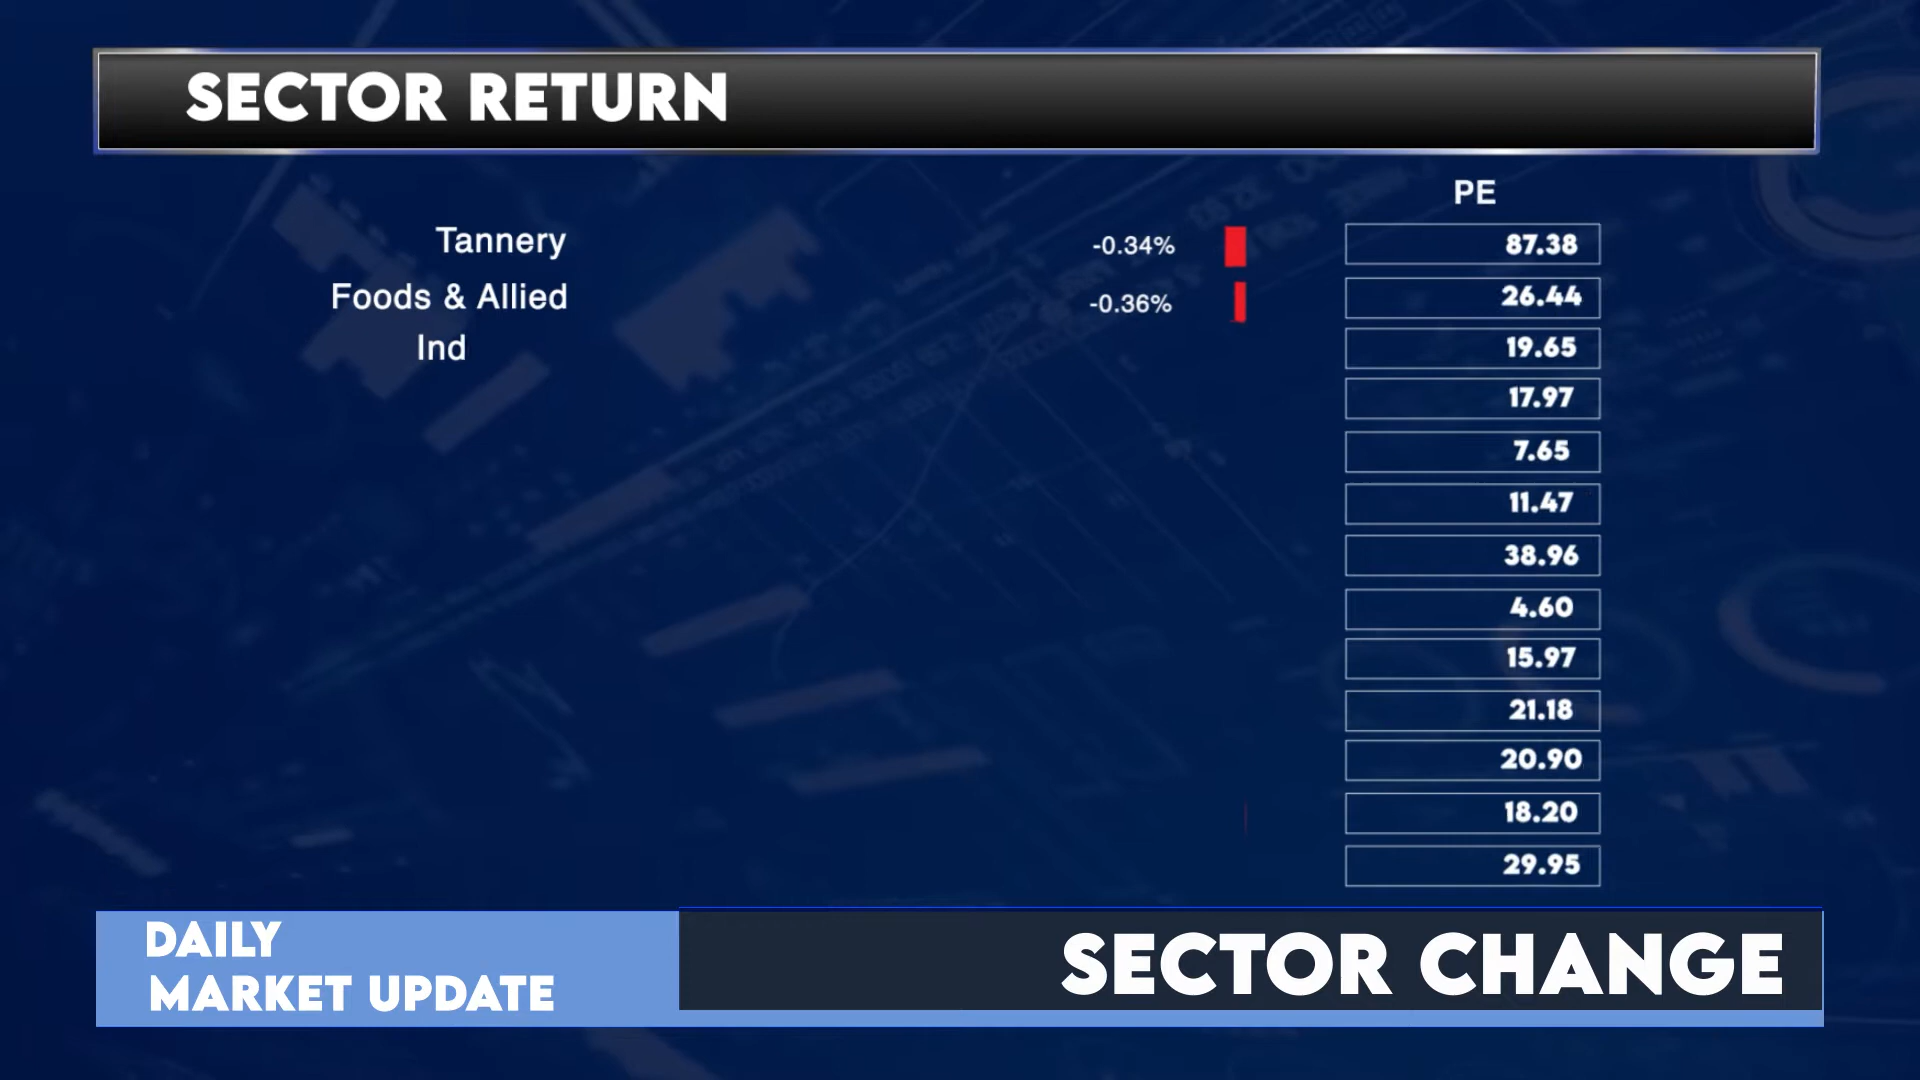 SECTOR RETURN
PE
Tannery -0.34% 87.38
Foods & Allied -0.36% 26.44
Ind 19.65
17.97
7.65
11.47
38.96
4.60
15.97
21.18
20.90
18.20
29.95
DAILY
MARKET UPDATE
SECTOR CHANGE